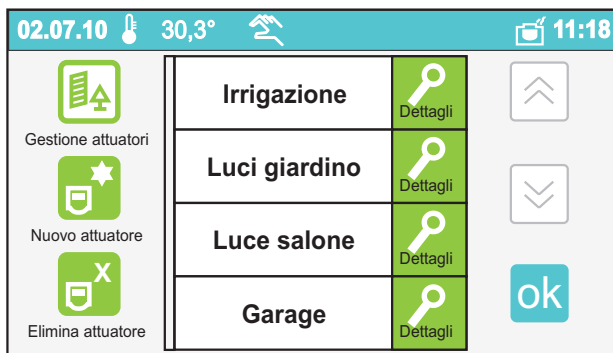 02.07.10 30,3° 11:18
Gestione attuatori
Nuovo attuatore
X
Elimina attuatore
Irrigazione Dettagli
Luci giardino Dettagli
Luce salone Dettagli
Garage Dettagli
ok